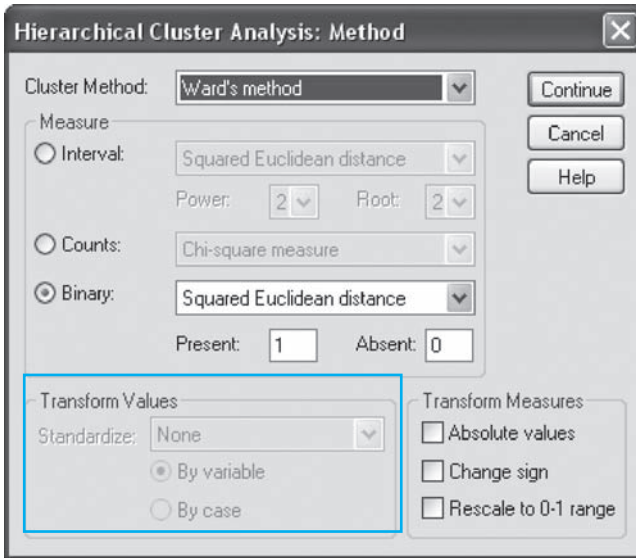 Hierarchical Cluster Analysis: Method
Cluster Method: Ward's method
Continue
Measure
Cancel
Interval: Squared Euclidean distance
Help
Power: 2 Root: 2
Counts: Chi-square measure
Binary: Squared Euclidean distance
Present: 1 Absent: 0
Transform Values
Standardize: None
By variable
By case
Transform Measures
Absolute values
Change sign
Rescale to 0-1 range